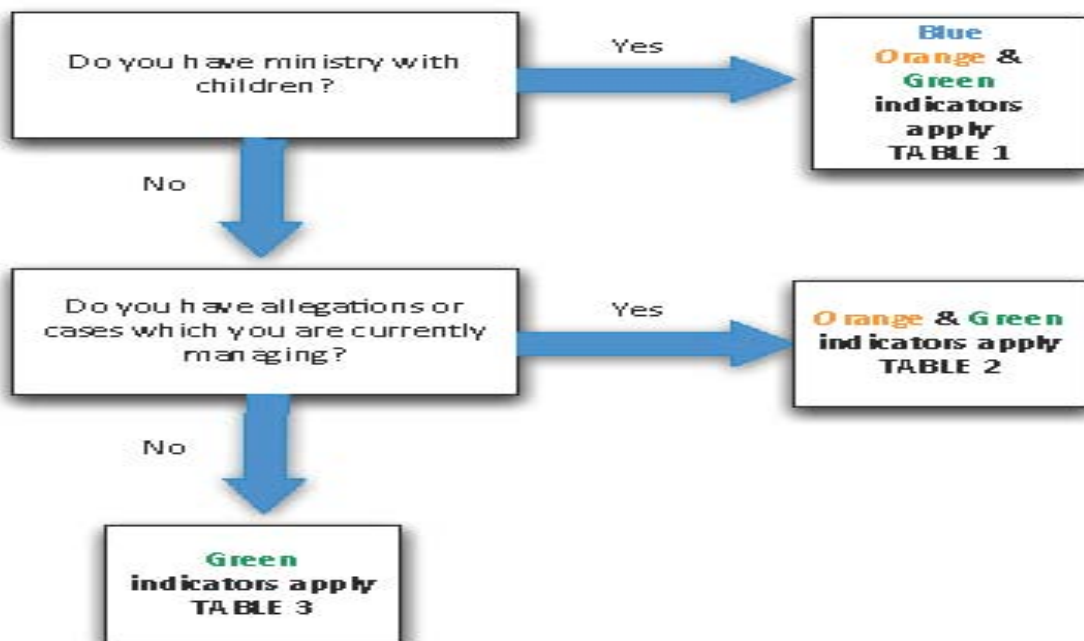 Do you have ministry with
children?
Yes
Blue
Orange &
Green
indicators
apply
TABLE 1
No
Do you have allegations or
cases which you are currently
managing?
Yes
Orange & Green
indicators apply
TABLE 2
No
Green
indicators apply
TABLE 3